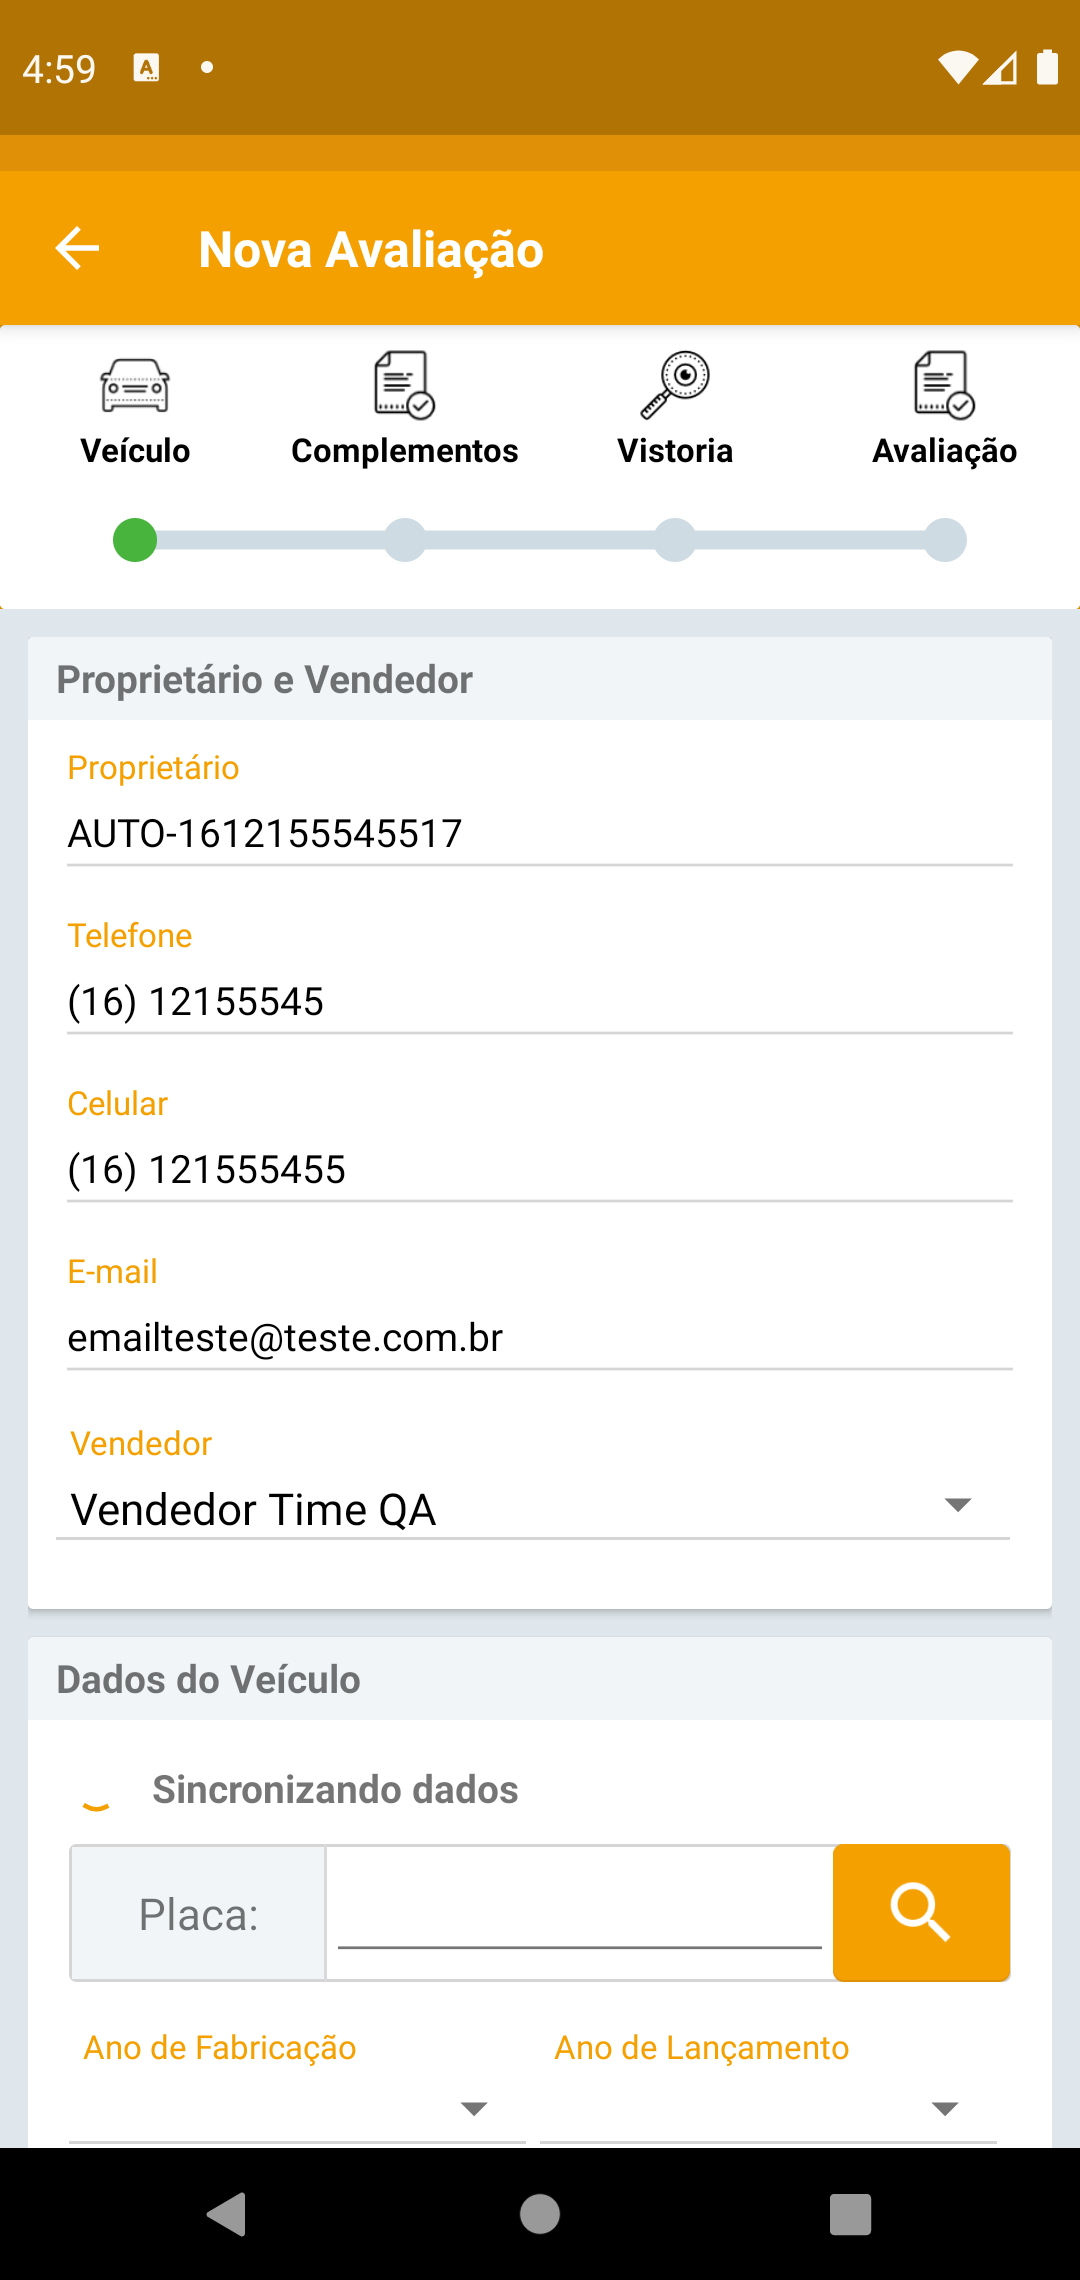 4:59
Nova Avaliação
Veículo
Complementos
Vistoria
Avaliação
Proprietário e Vendedor
Proprietário
AUTO-1612155545517
Telefone
(16) 12155545
Celular
(16) 121555455
E-mail
emailteste@teste.com.br
Vendedor
Vendedor Time QA
Dados do Veículo
Sincronizando dados
Placa:
Ano de Fabricação
Ano de Lançamento